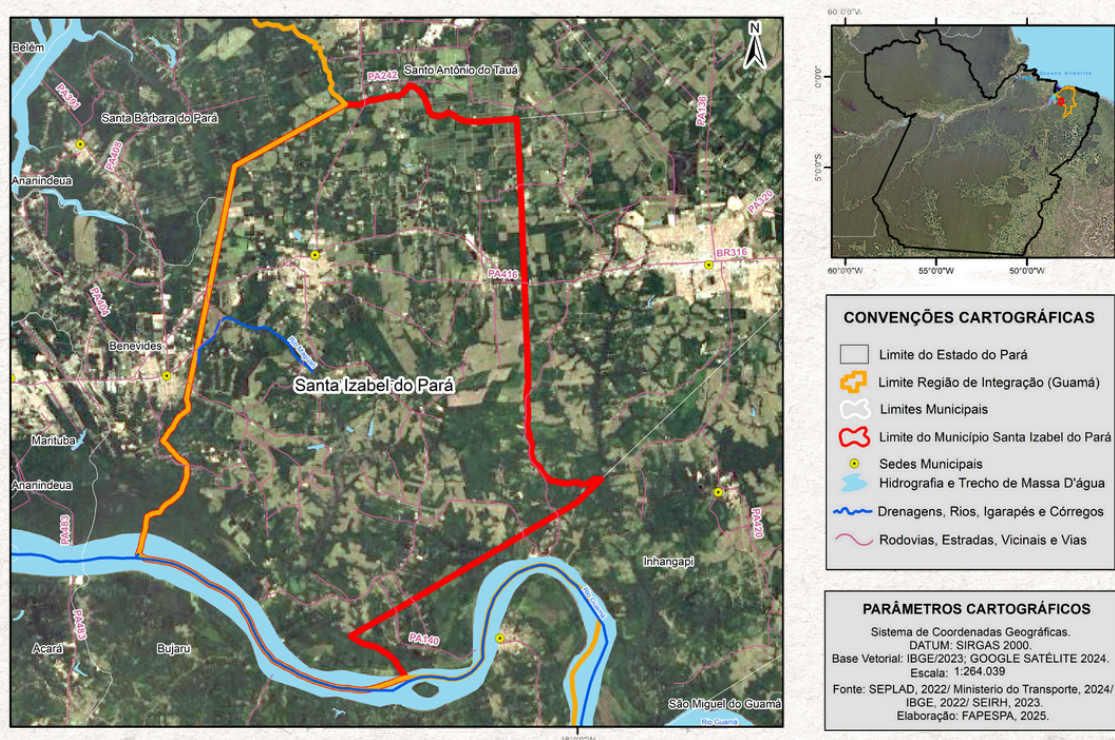 N
Belém
PA391
Santa Bárbara do Pará
PA408
Ananindeua
PA242
Santo Antônio do Tauá
PA136
PA320
BR316
PA416
PA404
Benevides
Rio Maguari
Santa Izabel do Pará
Marituba
Ananindeua
PA483
PA483
Acará
Bujaru
PA140
Inhangapi
PA420
Rio Guamá
São Miguel do Guamá
Rio Guamá
60°0'0"W
0°0'0"
5°0'0"S
Oceano Atlântico
60°0'0"W
55°0'0"W
50°0'0"W
CONVENÇÕES CARTOGRÁFICAS
Limite do Estado do Pará
Limite Região de Integração (Guamá)
Limites Municipais
Limite do Município Santa Izabel do Pará
Sedes Municipais
Hidrografia e Trecho de Massa D'água
Drenagens, Rios, Igarapés e Córregos
Rodovias, Estradas, Vicinais e Vias
PARÂMETROS CARTOGRÁFICOS
Sistema de Coordenadas Geográficas.
DATUM: SIRGAS 2000.
Base Vetorial: IBGE/2023; GOOGLE SATÉLITE 2024.
Escala: 1:264.039
Fonte: SEPLAD, 2022/ Ministerio do Transporte, 2024/
IBGE, 2022/ SEIRH, 2023.
Elaboração: FAPESPA, 2025.